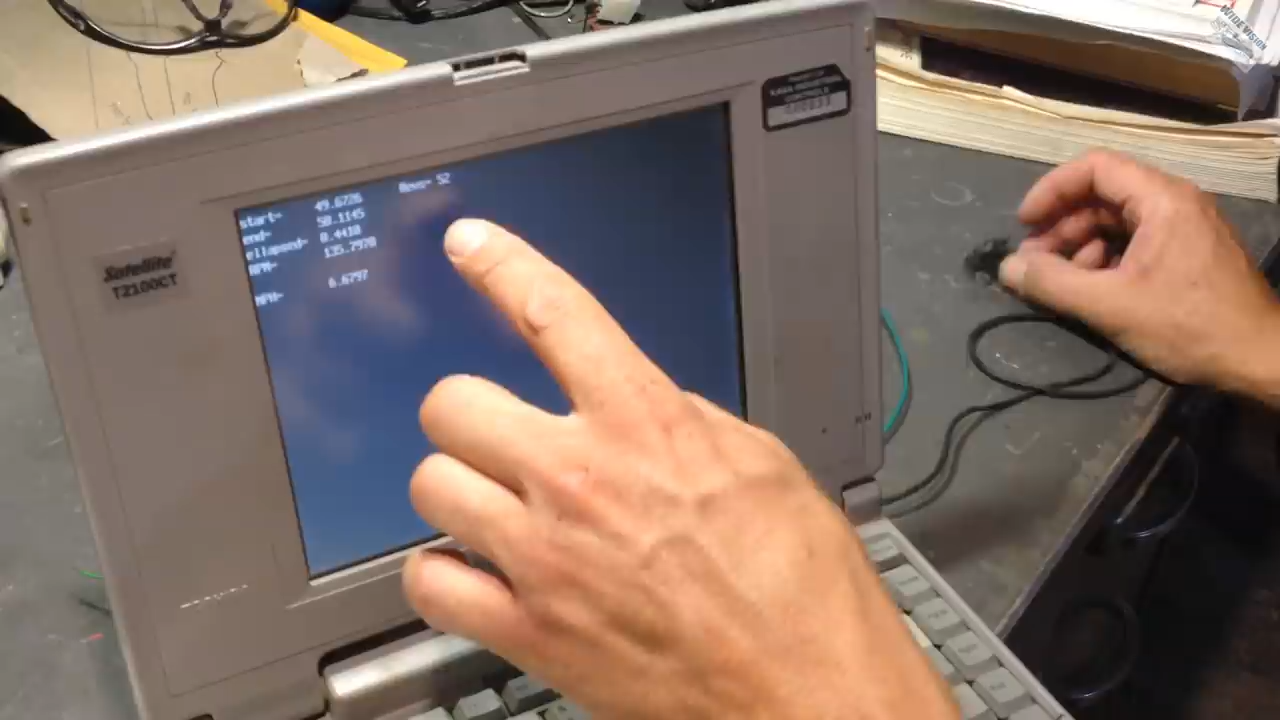 WIDEVISION
Revs= 52
start= 49.6726
end= 50.1145
ellapsed= 0.4418
RPM= 135.7970
MPH= 6.6797
Satellite
T2100CT